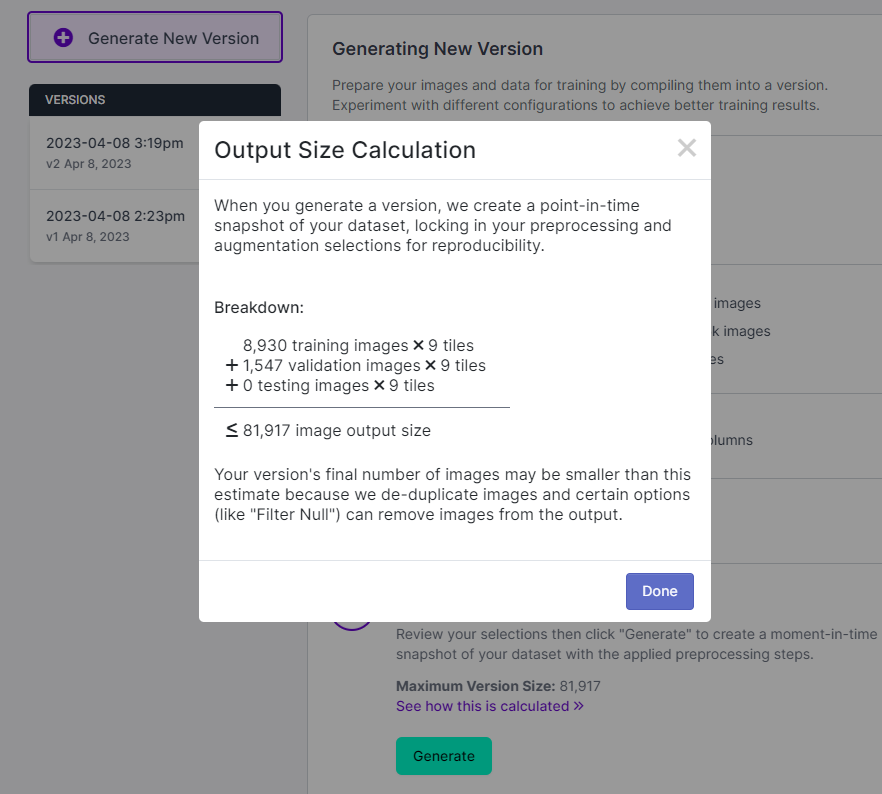 Generate New Version
VERSIONS
2023-04-08 3:19pm
v2 Apr 8, 2023
2023-04-08 2:23pm
v1 Apr 8, 2023
Generating New Version
Prepare your images and data for training by compiling them into a version.
Experiment with different configurations to achieve better training results.
Output Size Calculation
When you generate a version, we create a point-in-time
snapshot of your dataset, locking in your preprocessing and
augmentation selections for reproducibility.
Breakdown:
8,930 training images × 9 tiles
+ 1,547 validation images × 9 tiles
+ 0 testing images × 9 tiles
≤ 81,917 image output size
Your version's final number of images may be smaller than this
estimate because we de-duplicate images and certain options
(like "Filter Null") can remove images from the output.
Done
images
images
Review your selections then click "Generate" to create a moment-in-time
snapshot of your dataset with the applied preprocessing steps.
Maximum Version Size: 81,917
See how this is calculated »
Generate